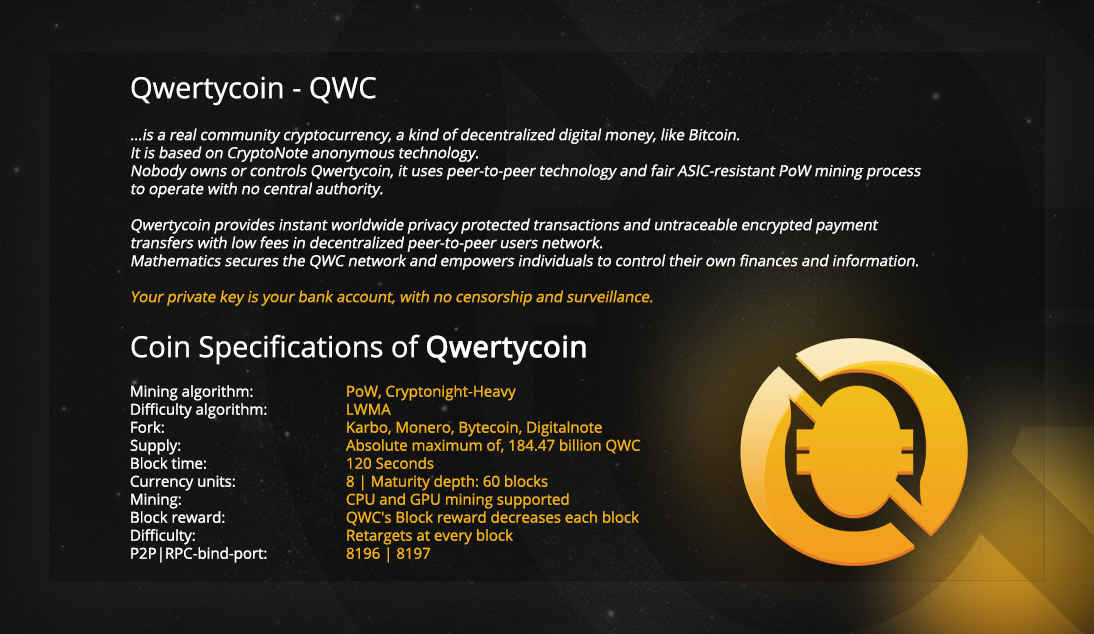 Qwertycoin - QWC
...is a real community cryptocurrency, a kind of decentralized digital money, like Bitcoin.
It is based on CryptoNote anonymous technology.
Nobody owns or controls Qwertycoin, it uses peer-to-peer technology and fair ASIC-resistant PoW mining process
to operate with no central authority.
Qwertycoin provides instant worldwide privacy protected transactions and untraceable encrypted payment
transfers with low fees in decentralized peer-to-peer users network.
Mathematics secures the QWC network and empowers individuals to control their own finances and information.
Your private key is your bank account, with no censorship and surveillance.
Coin Specifications of Qwertycoin
Mining algorithm: PoW, Cryptonight-Heavy
Difficulty algorithm: LWMA
Fork: Karbo, Monero, Bytecoin, Digitalnote
Supply: Absolute maximum of, 184.47 billion QWC
Block time: 120 Seconds
Currency units: 8 | Maturity depth: 60 blocks
Mining: CPU and GPU mining supported
Block reward: QWC's Block reward decreases each block
Difficulty: Retargets at every block
P2P|RPC-bind-port: 8196 | 8197